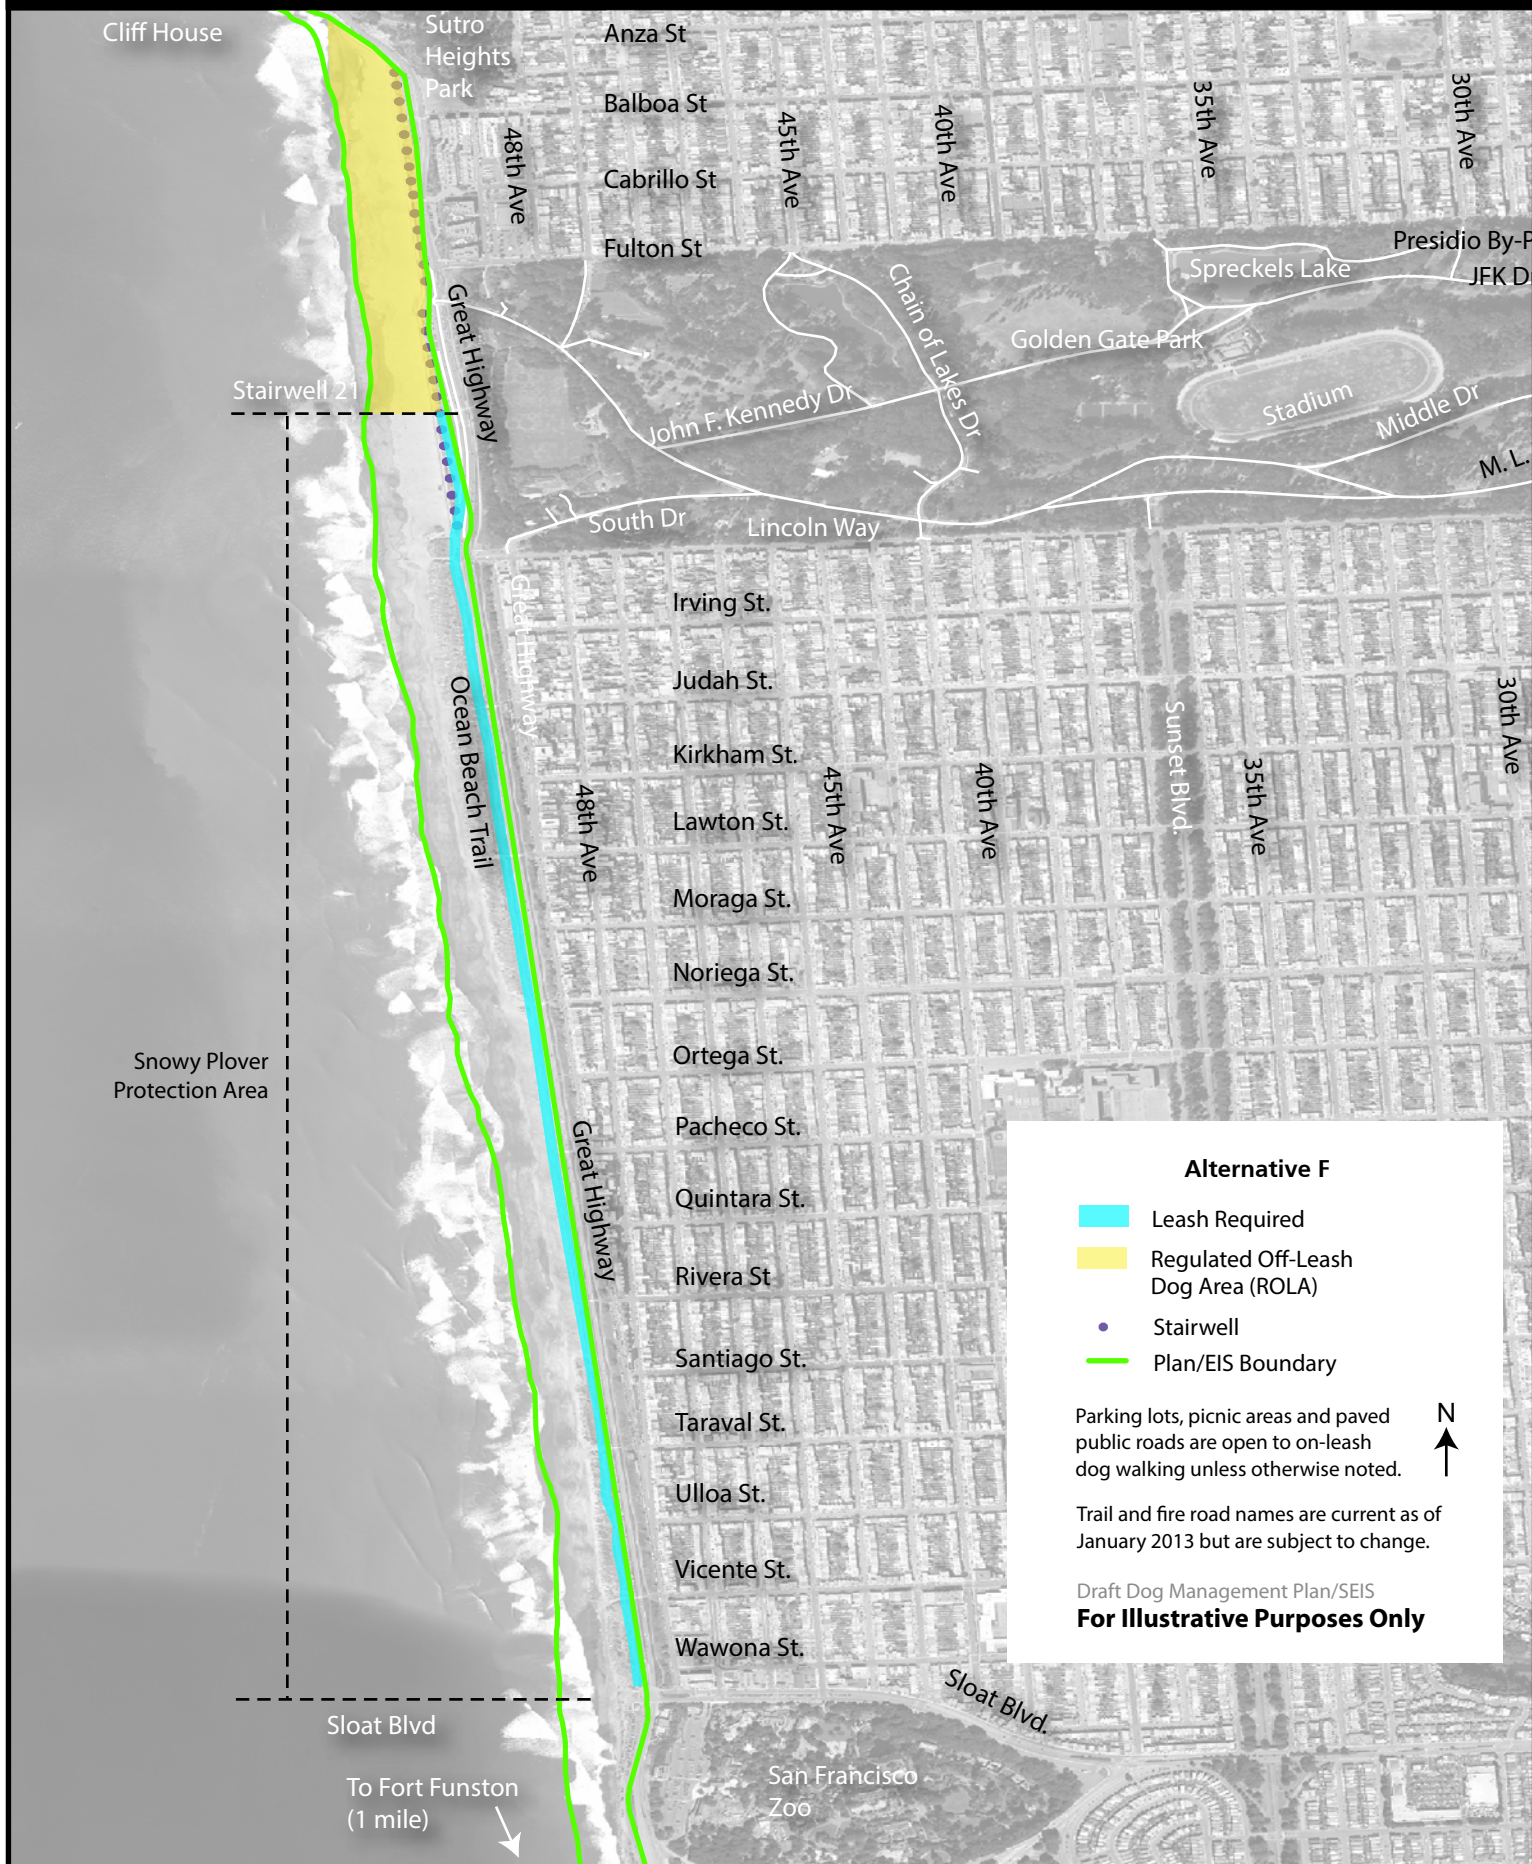 Cliff House
Sutro
Heights
Park
Anza St
Balboa St
Cabrillo St
Fulton St
48th Ave
45th Ave
40th Ave
35th Ave
30th Ave
Presidio By-P
JFK D
Spreckels Lake
Golden Gate Park
Chain of Lakes Dr
Great Highway
Stairwell 21
John F. Kennedy Dr
Stadium
Middle Dr
M. L.
South Dr
Lincoln Way
Great Highway
Irving St.
Judah St.
Kirkham St.
Lawton St.
Moraga St.
Noriega St.
Ortega St.
Pacheco St.
Quintara St.
Rivera St
Santiago St.
Taraval St.
Ulloa St.
Vicente St.
Wawona St.
Ocean Beach Trail
48th Ave
45th Ave
40th Ave
Sunset Blvd.
35th Ave
30th Ave
Snowy Plover
Protection Area
Great Highway
Alternative F
Leash Required
Regulated Off-Leash
Dog Area (ROLA)
Stairwell
Plan/EIS Boundary
Parking lots, picnic areas and paved
public roads are open to on-leash
dog walking unless otherwise noted.
N
Trail and fire road names are current as of
January 2013 but are subject to change.
Draft Dog Management Plan/SEIS
For Illustrative Purposes Only
Sloat Blvd.
Sloat Blvd
San Francisco
Zoo
To Fort Funston
(1 mile)